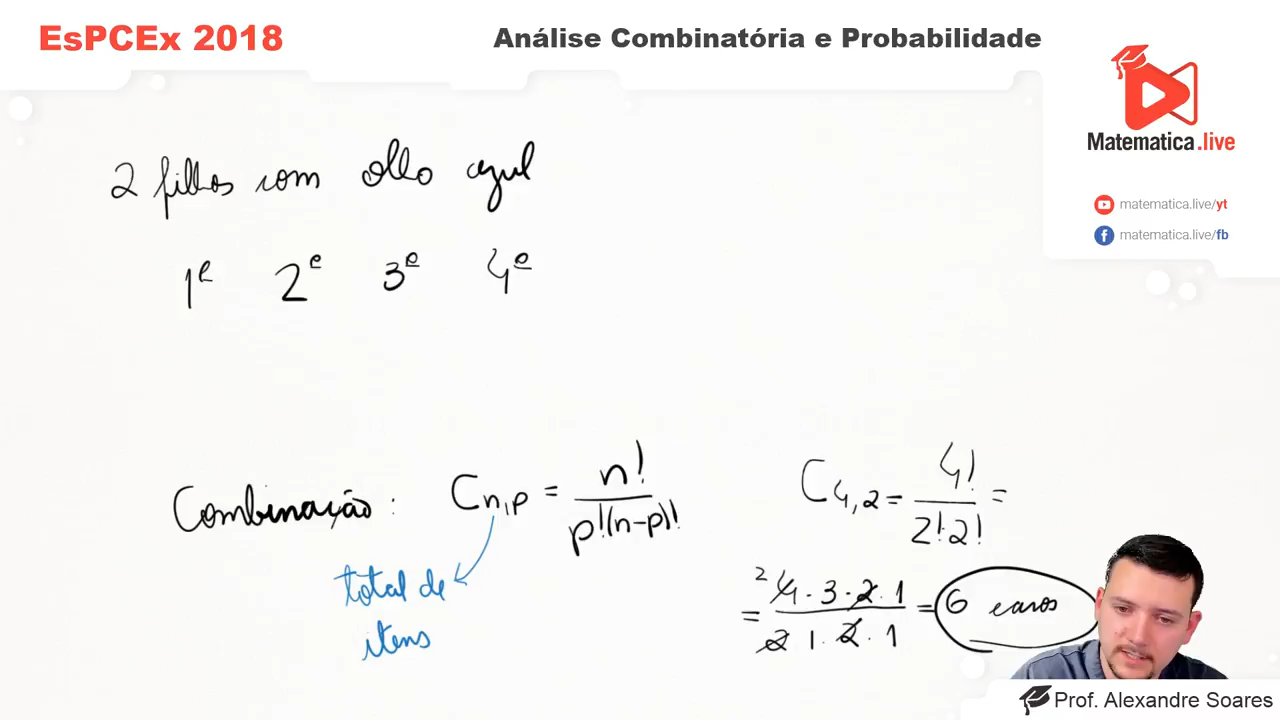 EsPCEx 2018
Análise Combinatória e Probabilidade
Matematica.live
matematica.live/yt
matematica.live/fb
2 filhos com olho azul
1º 2º 3º 4º
Combinação: Cn,p = n! / p!(n-p)!
total de
itens
C4,2 = 4! / 2!·2! =
= 4·3·2·1 / 2·1·2·1 = 6 casos
2
Prof. Alexandre Soares